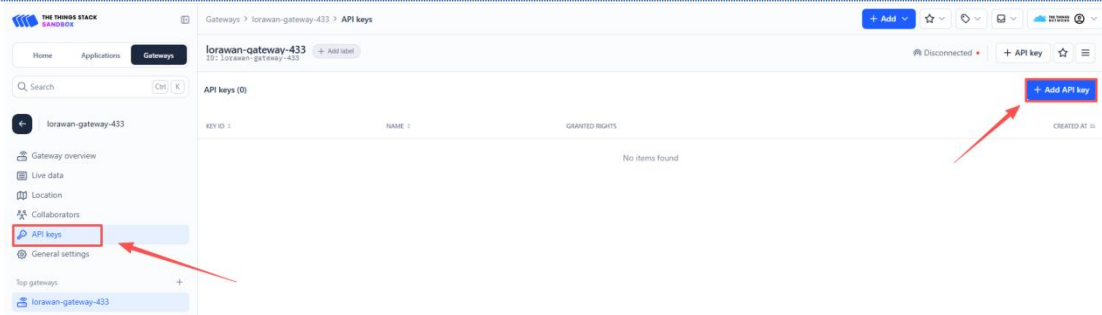 THE THINGS STACK
SANDBOX
Home Applications Gateways
Search Ctrl K
lorawan-gateway-433
Gateway overview
Live data
Location
Collaborators
API keys
General settings
Top gateways +
lorawan-gateway-433
Gateways > lorawan-gateway-433 > API keys
+ Add
lorawan-gateway-433 + Add label
ID: lorawan-gateway-433
Disconnected + API key
API keys (0) + Add API key
KEY ID NAME GRANTED RIGHTS CREATED AT
No items found